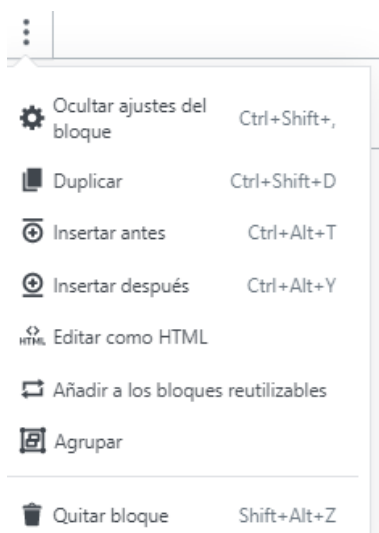 Ocultar ajustes del
bloque Ctrl+Shift+,
Duplicar Ctrl+Shift+D
Insertar antes Ctrl+Alt+T
Insertar después Ctrl+Alt+Y
HTML Editar como HTML
Añadir a los bloques reutilizables
Agrupar
Quitar bloque Shift+Alt+Z